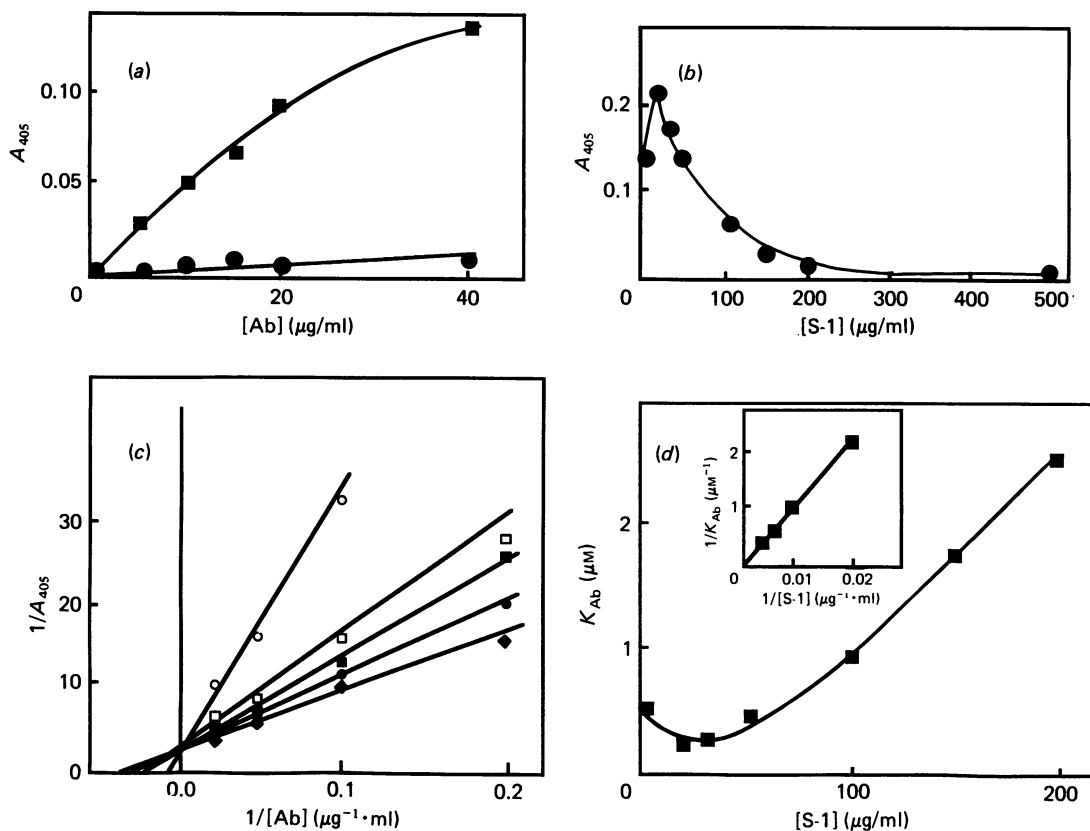 (a)
0.10
0.05
0
A₄₀₅
20
40
[Ab] (μg/ml)
(b)
0.2
0.1
0
A₄₀₅
100
200
300
400
500
[S-1] (μg/ml)
(c)
30
20
10
0
1/A₄₀₅
0.0
0.1
0.2
1/[Ab] (μg⁻¹·ml)
(d)
2
1
0
K_Ab (μM)
100
200
[S-1] (μg/ml)
2
1
0
1/K_Ab (μM⁻¹)
0.01
0.02
1/[S-1] (μg⁻¹·ml)